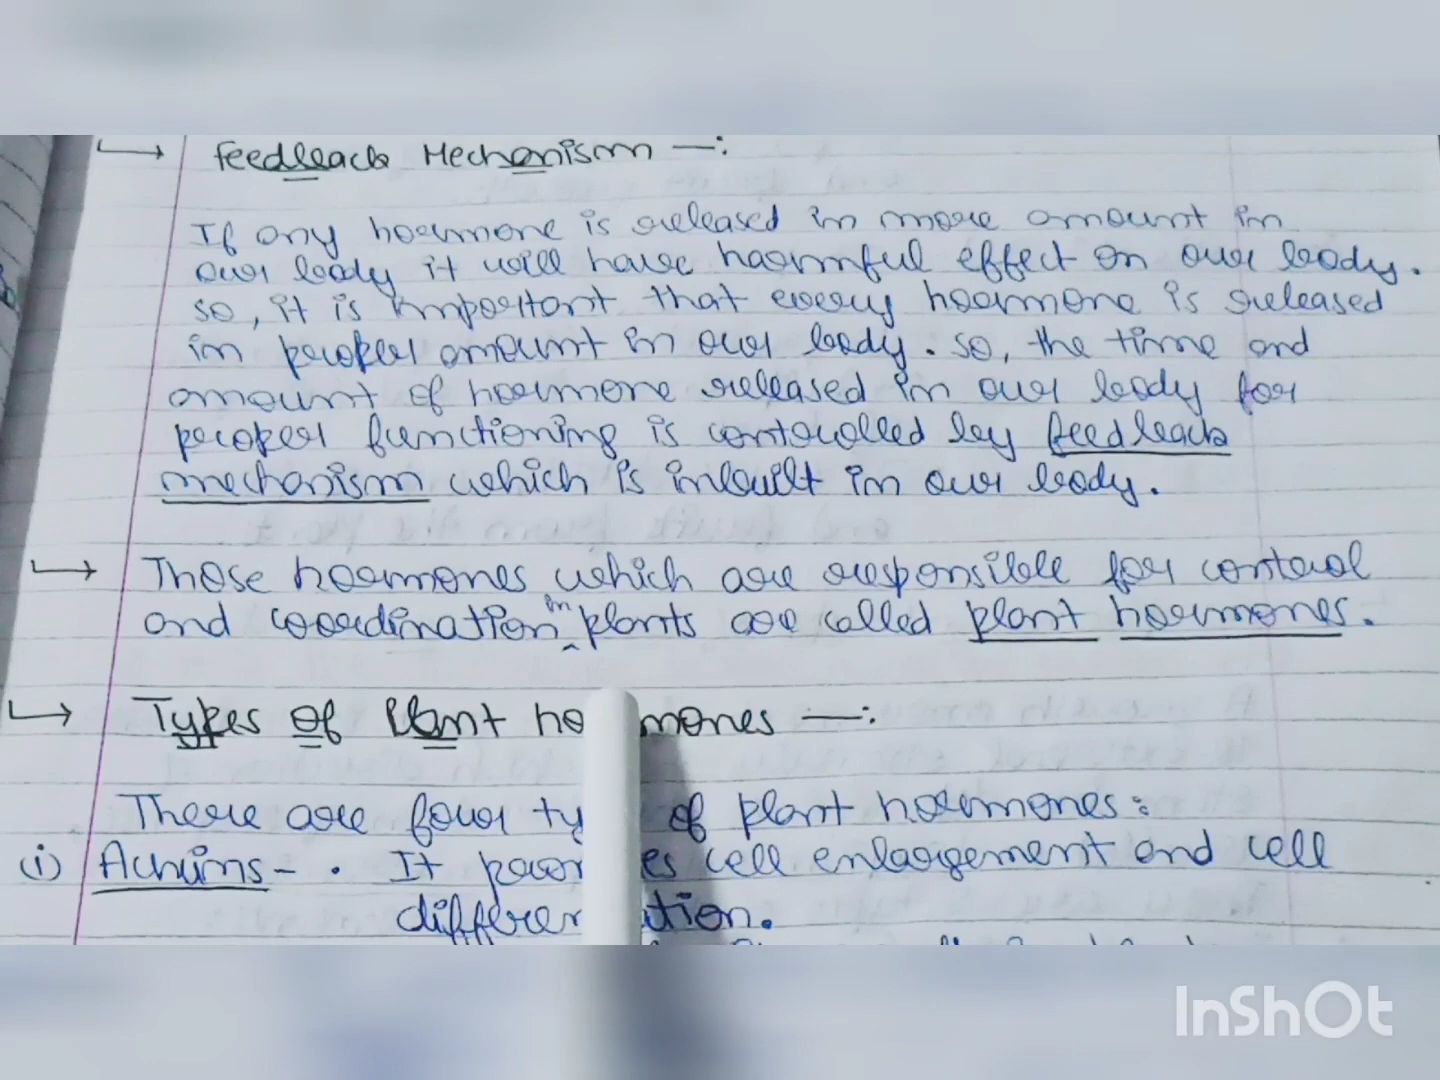 Feedback Mechanism —:
If any hormone is released in more amount in
our body it will have harmful effect on our body.
so, it is important that every hormone is released
in proper amount in our body. so, the time and
amount of hormone released in our body for
proper functioning is controlled by feedback
mechanism which is inbuilt in our body.
Those hormones which are responsible for control
and coordination in plants are called plant hormones.
Types of Plant ho mones —:
There are four ty of plant hormones:
(i) Achins - . It prom es cell enlargement and cell
differen ation.
InShOt